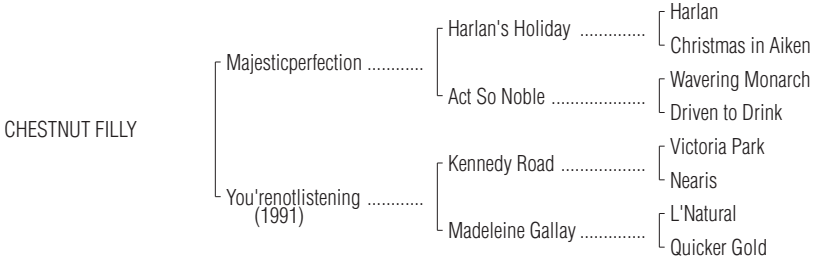 Harlan
Harlan's Holiday ..............
Christmas in Aiken
Majesticperfection ............
Wavering Monarch
Act So Noble ....................
Driven to Drink
CHESTNUT FILLY
Victoria Park
Kennedy Road ..................
Nearis
You'renotlistening ............
(1991)
L'Natural
Madeleine Gallay ..............
Quicker Gold